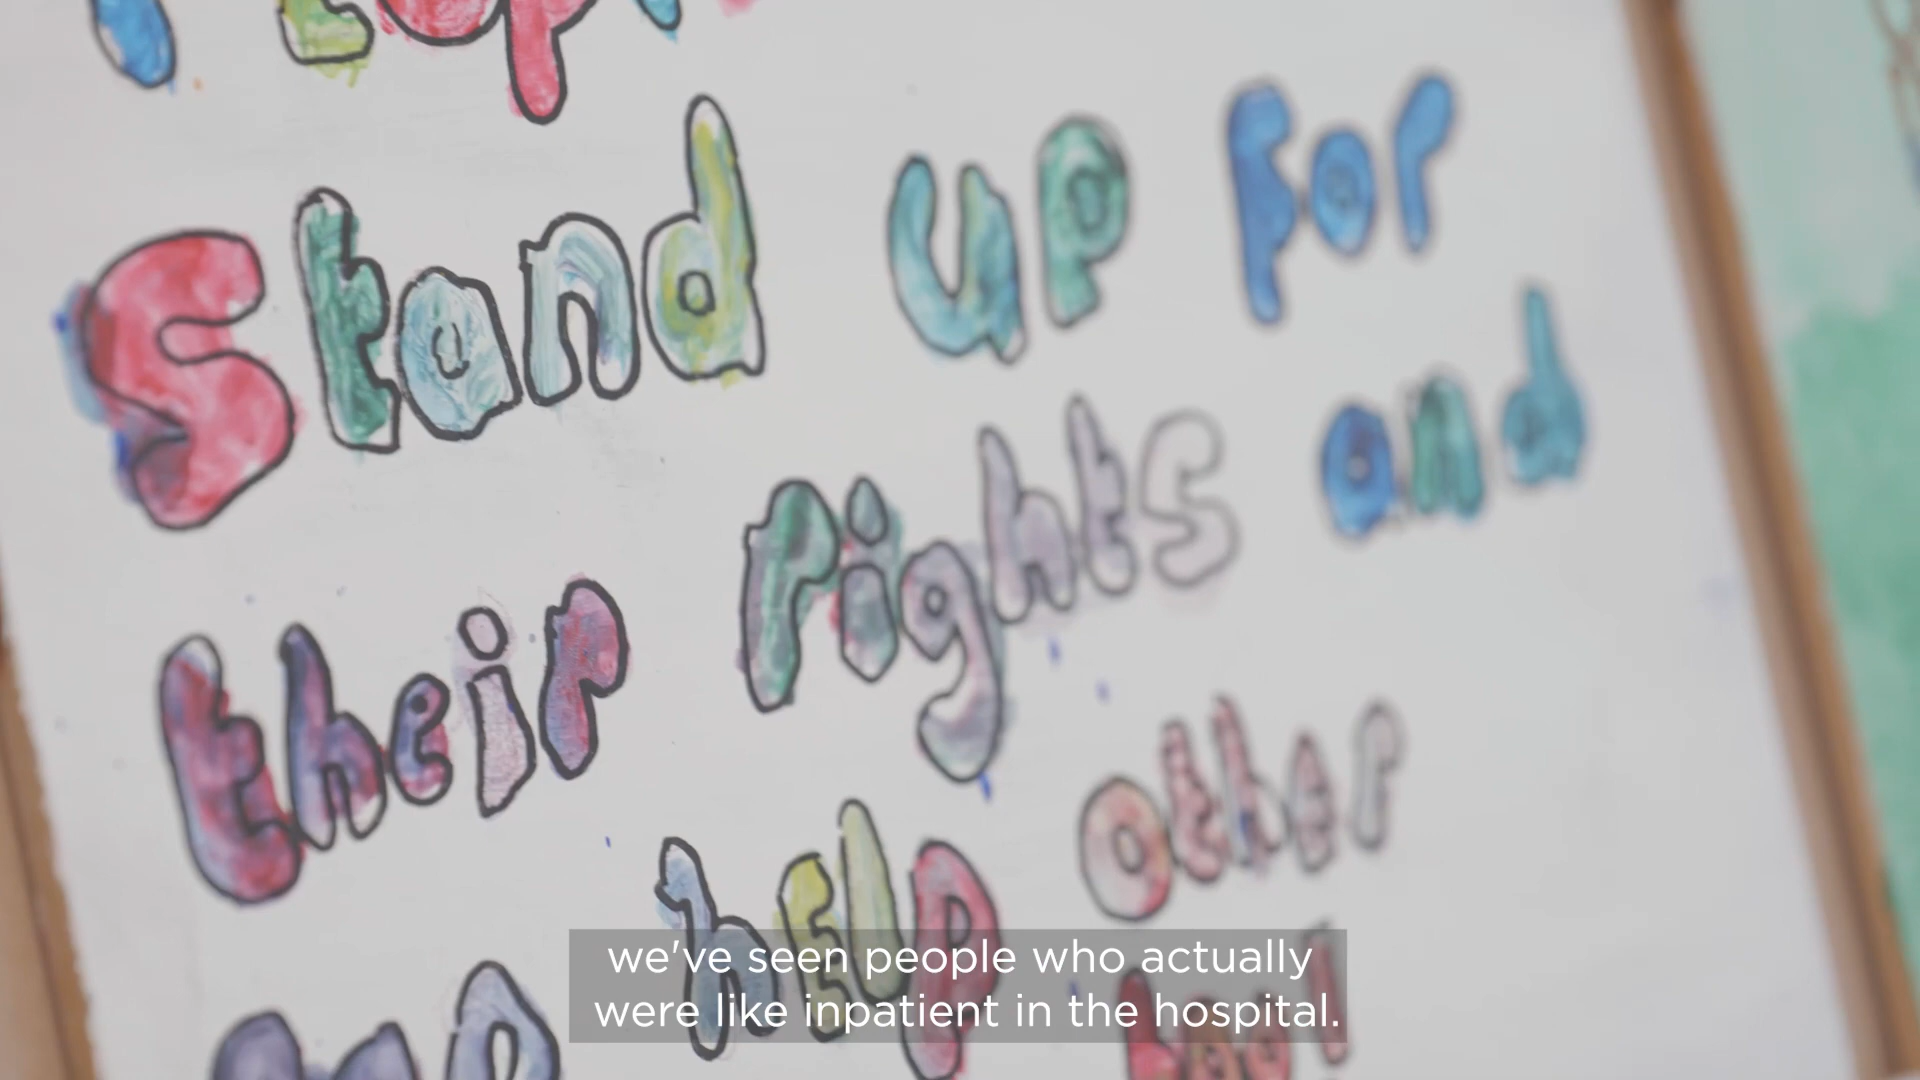 Stand up for
their rights and
help other
too!
we've seen people who actually
were like inpatient in the hospital.